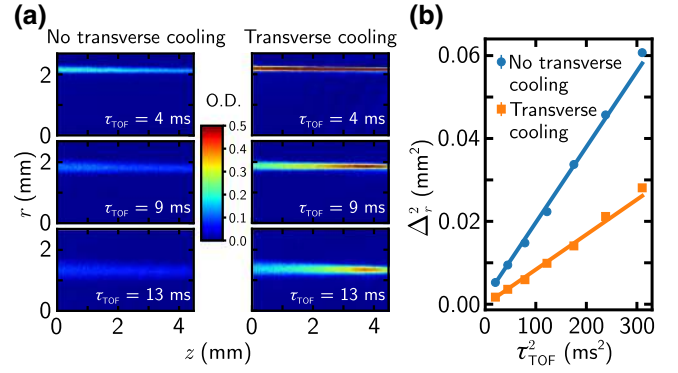 (a)
No transverse cooling
Transverse cooling
2
0
τTOF = 4 ms
τTOF = 4 ms
O.D.
0.5
0.4
0.3
0.2
0.1
0.0
r (mm)
2
0
τTOF = 9 ms
τTOF = 9 ms
2
0
τTOF = 13 ms
τTOF = 13 ms
0 2 4
0 2 4
z (mm)
(b)
0.06
0.04
0.02
0.00
Δr² (mm²)
No transverse
cooling
Transverse
cooling
0 100 200 300
τ²TOF (ms²)